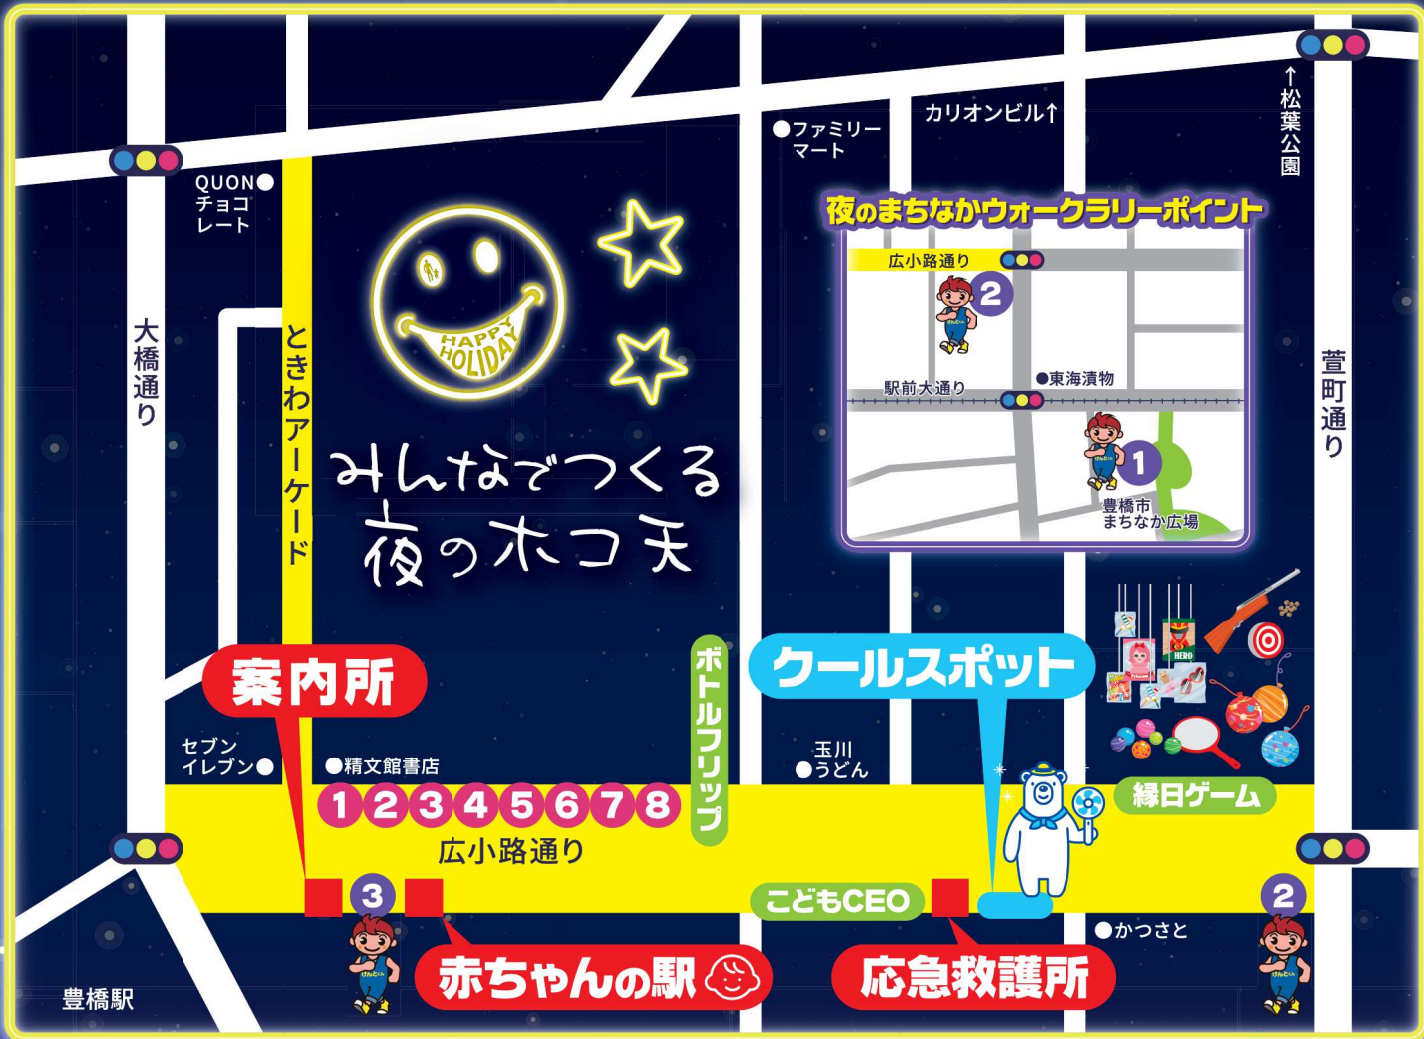 ↑松葉公園
カリオンビル↑
●ファミリー
マート
QUON●
チョコ
レート
夜のまちなかウォークラリーポイント
広小路通り
2
駅前大通り
●東海漬物
1
豊橋市
まちなか広場
HAPPY
HOLIDAY
大橋通り
ときわアーケード
萱町通り
みんなでつくる
夜のホコ天
HERO
案内所
ボトルフリップ
クールスポット
セブン
イレブン●
●精文館書店
玉川
●うどん
縁日ゲーム
1 2 3 4 5 6 7 8
広小路通り
3
こどもCEO
2
●かつさと
赤ちゃんの駅
応急救護所
豊橋駅